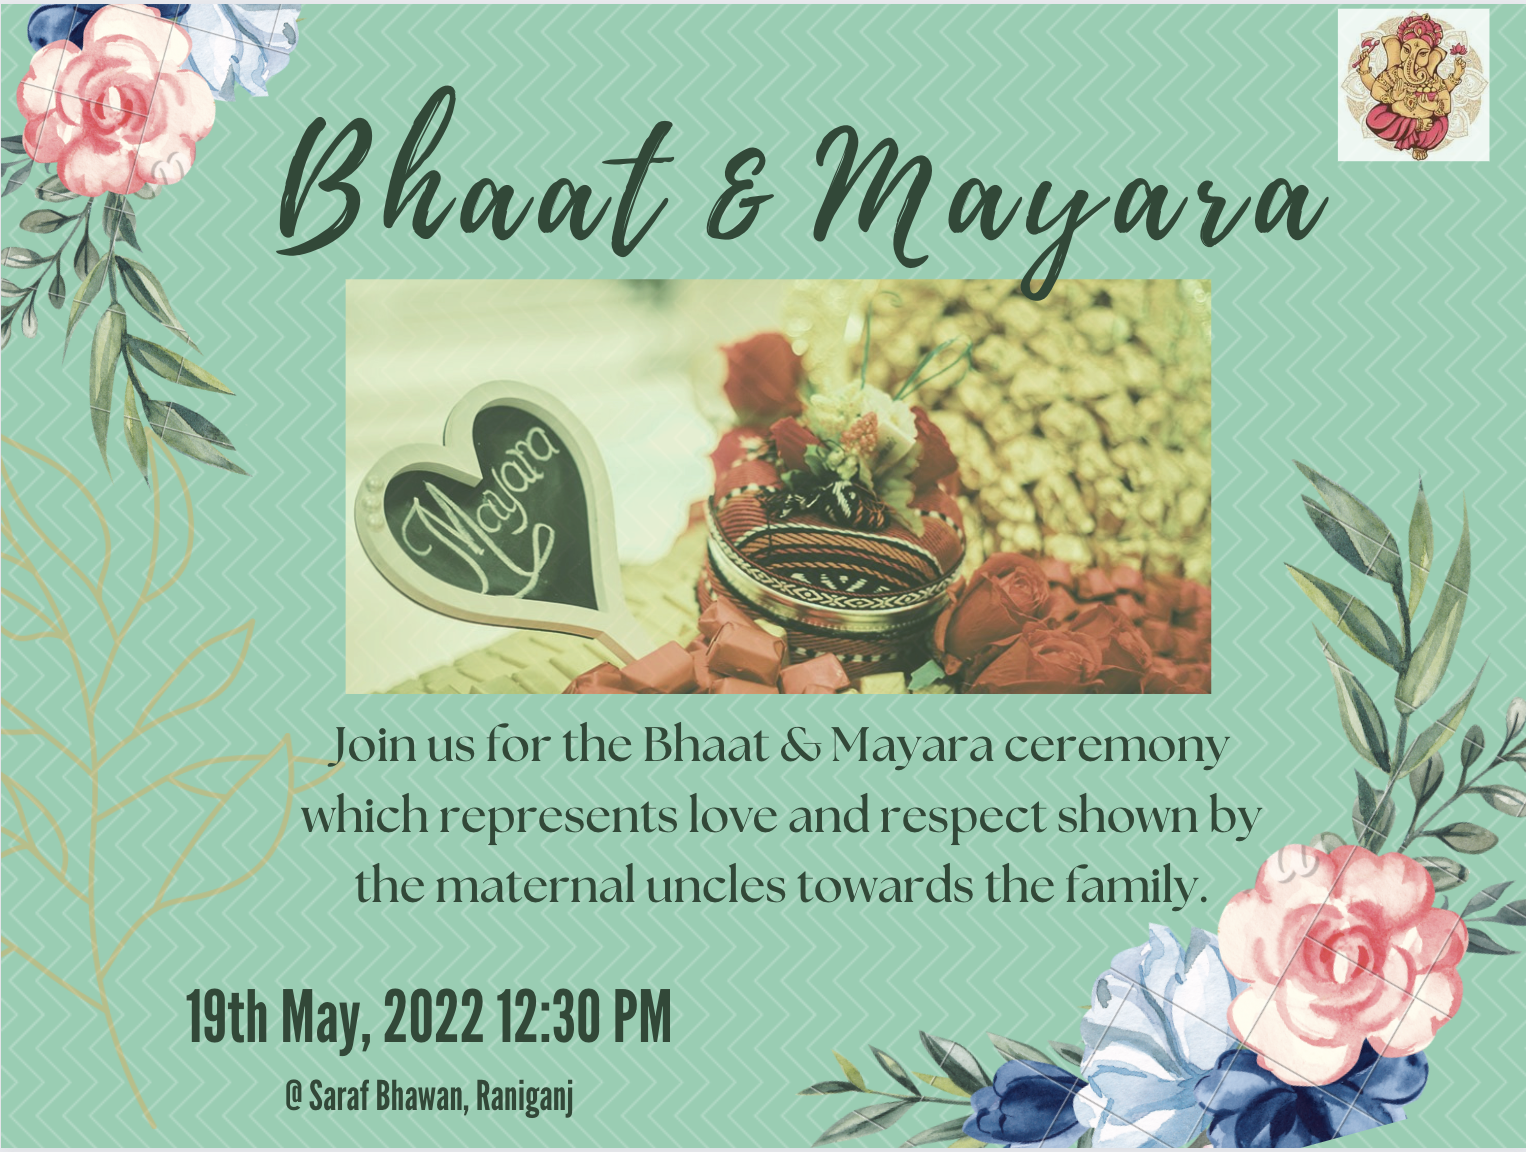 Bhaat & Mayara
Mayara
Join us for the Bhaat & Mayara ceremony
which represents love and respect shown by
the maternal uncles towards the family.
19th May, 2022 12:30 PM
@ Saraf Bhawan, Raniganj